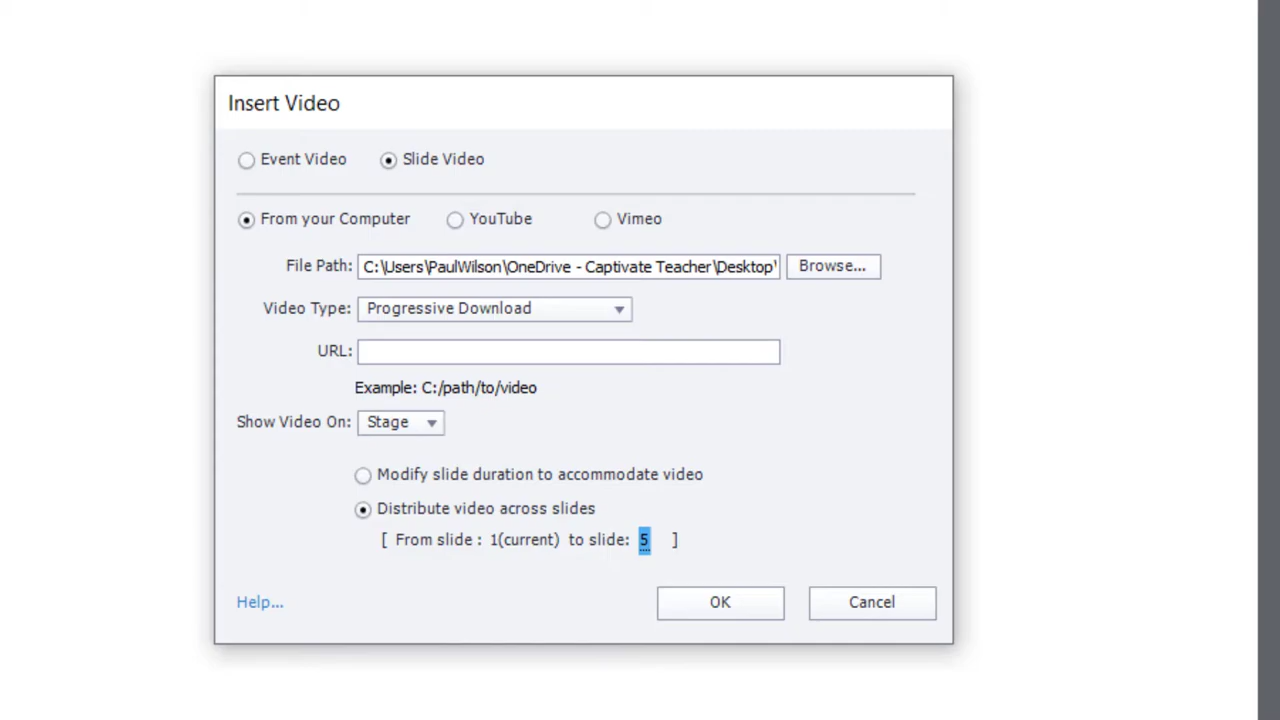 Insert Video
Event Video Slide Video
From your Computer YouTube Vimeo
File Path: C:\Users\PaulWilson\OneDrive - Captivate Teacher\Desktop\ Browse...
Video Type: Progressive Download
URL:
Example: C:/path/to/video
Show Video On: Stage
Modify slide duration to accommodate video
Distribute video across slides
[ From slide : 1(current) to slide: 5 ]
Help... OK Cancel